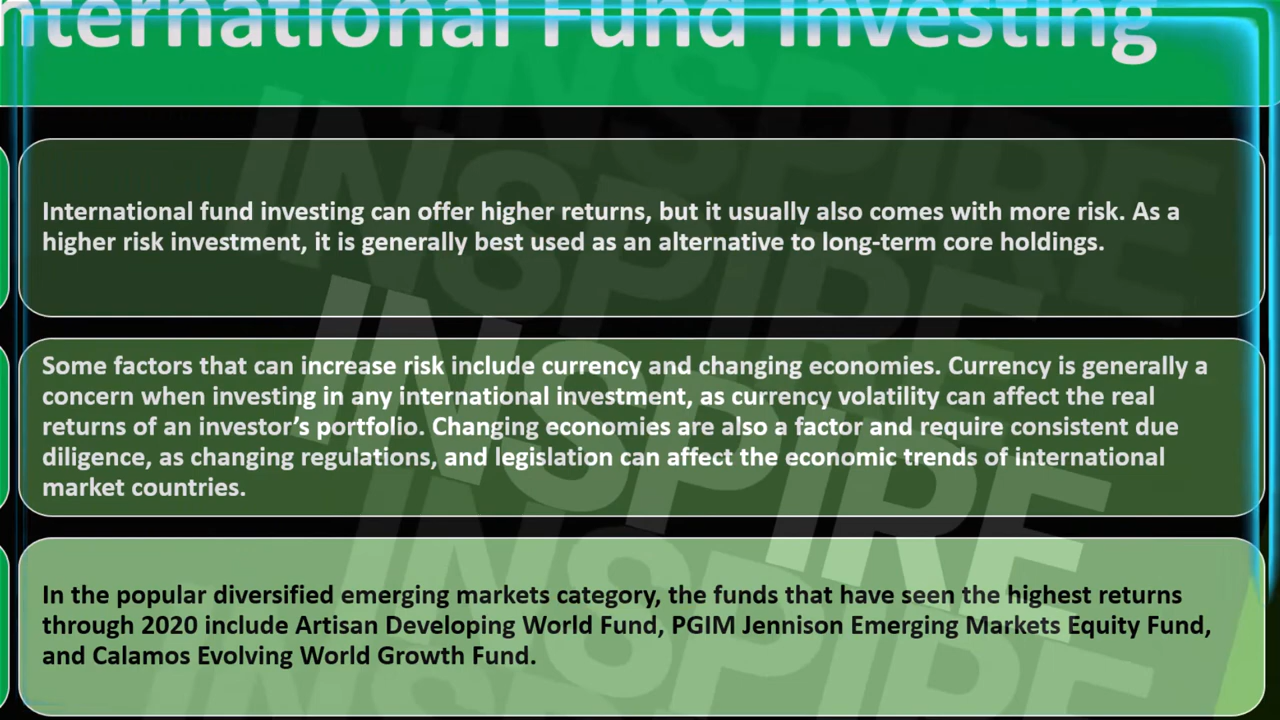 nternational Fund Investing
International fund investing can offer higher returns, but it usually also comes with more risk. As a
higher risk investment, it is generally best used as an alternative to long-term core holdings.
Some factors that can increase risk include currency and changing economies. Currency is generally a
concern when investing in any international investment, as currency volatility can affect the real
returns of an investor’s portfolio. Changing economies are also a factor and require consistent due
diligence, as changing regulations, and legislation can affect the economic trends of international
market countries.
In the popular diversified emerging markets category, the funds that have seen the highest returns
through 2020 include Artisan Developing World Fund, PGIM Jennison Emerging Markets Equity Fund,
and Calamos Evolving World Growth Fund.
INSPIRE
INSPIRE
INSPIRE
INSPIRE
INSPIRE